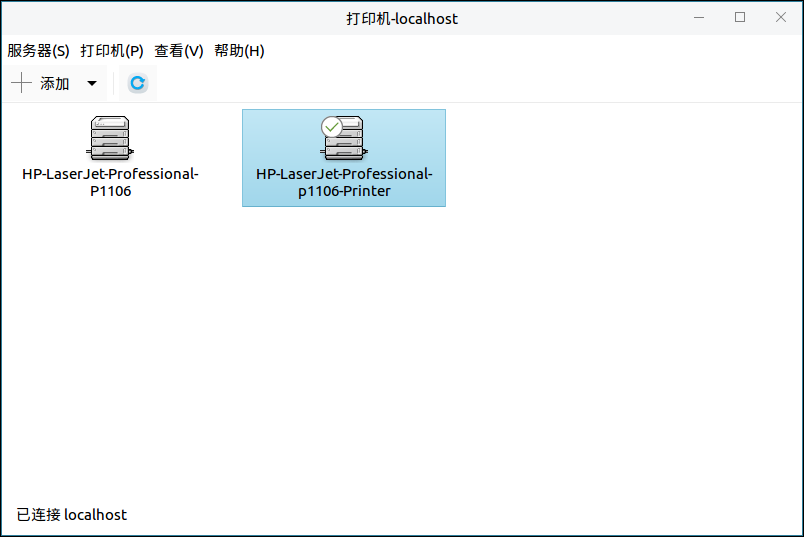 打印机-localhost
服务器(S) 打印机(P) 查看(V) 帮助(H)
添加
HP-LaserJet-Professional-
P1106
HP-LaserJet-Professional-
p1106-Printer
已连接 localhost